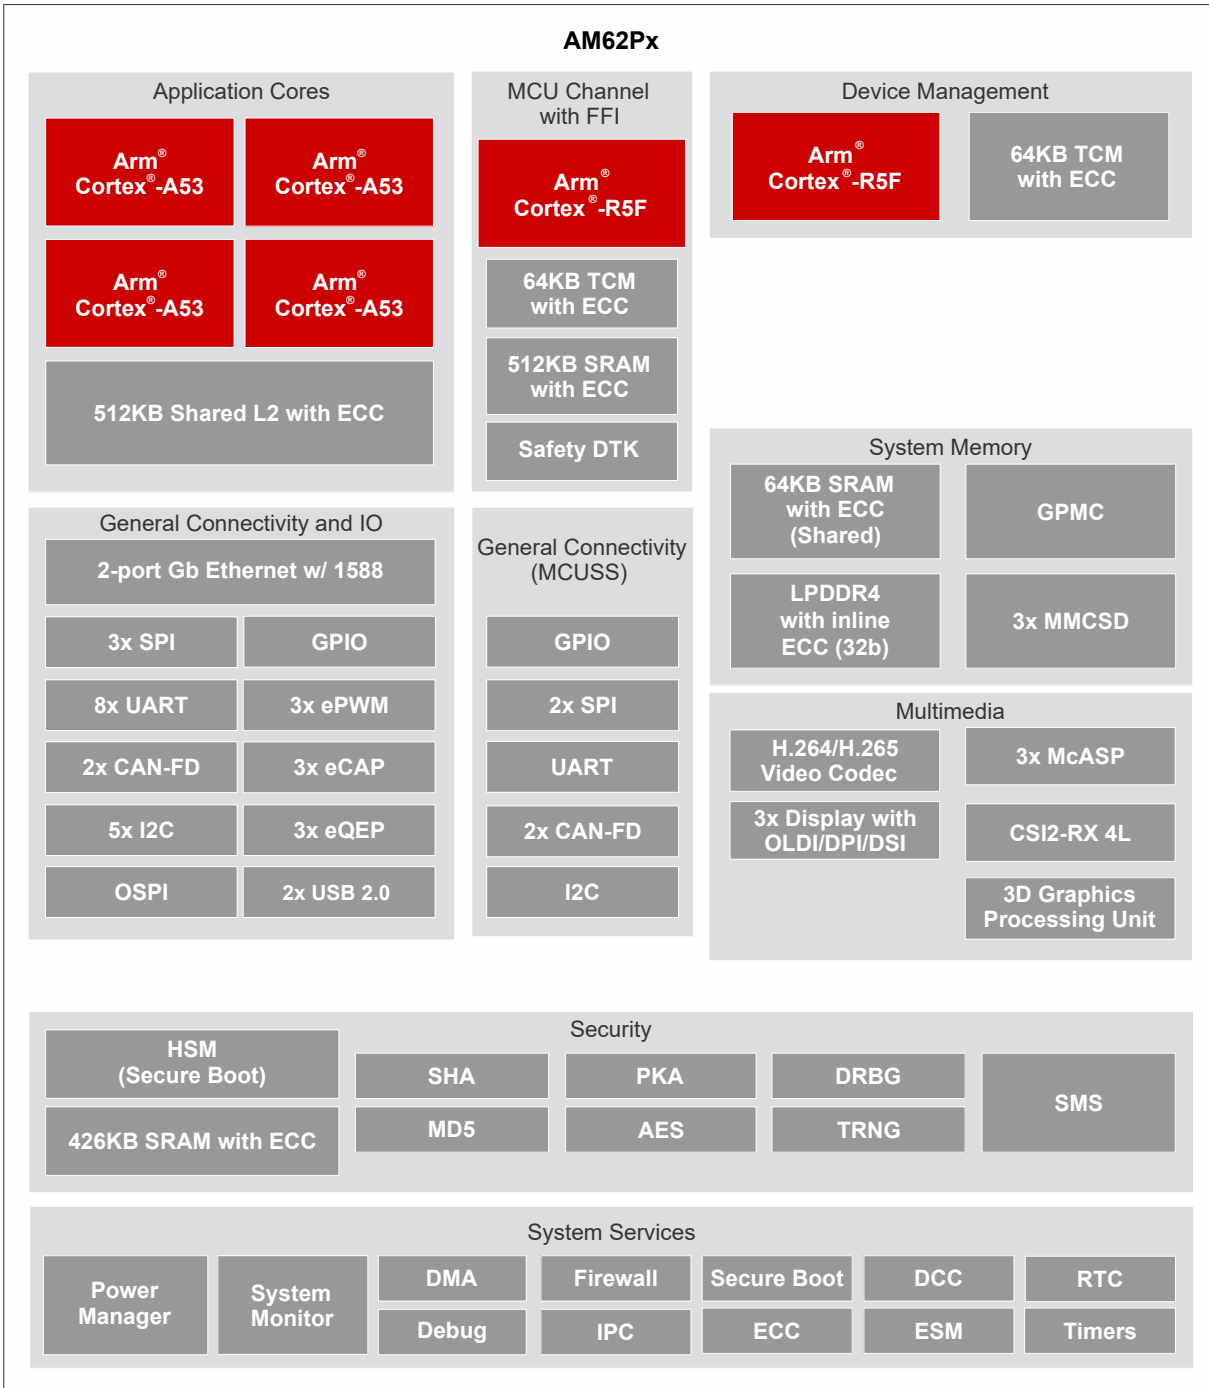 AM62Px
Application Cores
Arm®
Cortex®-A53
Arm®
Cortex®-A53
Arm®
Cortex®-A53
Arm®
Cortex®-A53
512KB Shared L2 with ECC
MCU Channel
with FFI
Arm®
Cortex®-R5F
64KB TCM
with ECC
512KB SRAM
with ECC
Safety DTK
Device Management
Arm®
Cortex®-R5F
64KB TCM
with ECC
System Memory
64KB SRAM
with ECC
(Shared)
GPMC
LPDDR4
with inline
ECC (32b)
3x MMCSD
General Connectivity and IO
2-port Gb Ethernet w/ 1588
3x SPI
GPIO
8x UART
3x ePWM
2x CAN-FD
3x eCAP
5x I2C
3x eQEP
OSPI
2x USB 2.0
General Connectivity
(MCUSS)
GPIO
2x SPI
UART
2x CAN-FD
I2C
Multimedia
H.264/H.265
Video Codec
3x McASP
3x Display with
OLDI/DPI/DSI
CSI2-RX 4L
3D Graphics
Processing Unit
Security
HSM
(Secure Boot)
426KB SRAM with ECC
SHA
PKA
DRBG
MD5
AES
TRNG
SMS
System Services
Power
Manager
System
Monitor
DMA
Firewall
Secure Boot
DCC
RTC
Debug
IPC
ECC
ESM
Timers